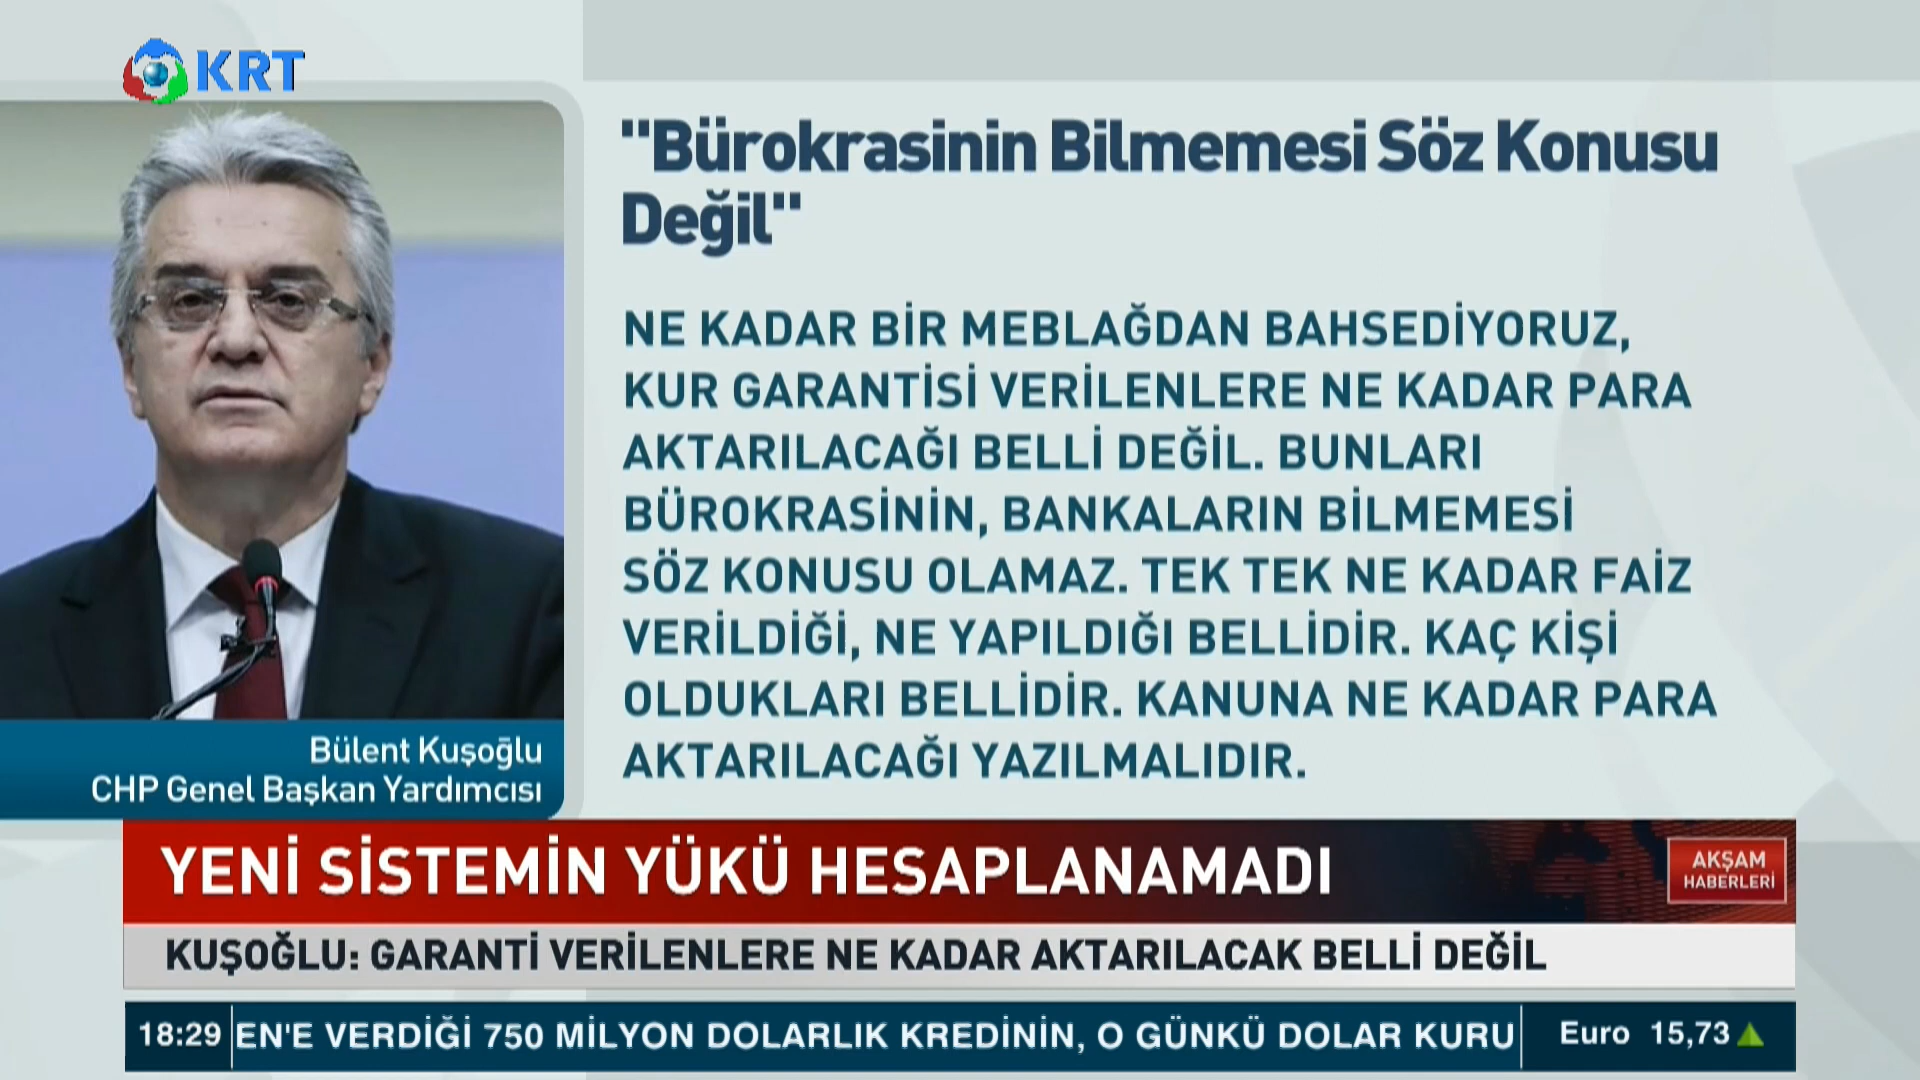 KRT
"Bürokrasinin Bilmemesi Söz Konusu
Değil"
NE KADAR BİR MEBLAĞDAN BAHSEDİYORUZ,
KUR GARANTİSİ VERİLENLERE NE KADAR PARA
AKTARILACAĞI BELLİ DEĞİL. BUNLARI
BÜROKRASİNİN, BANKALARIN BİLMEMESİ
SÖZ KONUSU OLAMAZ. TEK TEK NE KADAR FAİZ
VERİLDİĞİ, NE YAPILDIĞI BELLİDİR. KAÇ KİŞİ
OLDUKLARI BELLİDİR. KANUNA NE KADAR PARA
AKTARILACAĞI YAZILMALIDIR.
Bülent Kuşoğlu
CHP Genel Başkan Yardımcısı
YENİ SİSTEMİN YÜKÜ HESAPLANAMADI
AKŞAM
HABERLERİ
KUŞOĞLU: GARANTİ VERİLENLERE NE KADAR AKTARILACAK BELLİ DEĞİL
18:29 EN'E VERDİĞİ 750 MİLYON DOLARLIK KREDİNİN, O GÜNKÜ DOLAR KURU Euro 15,73